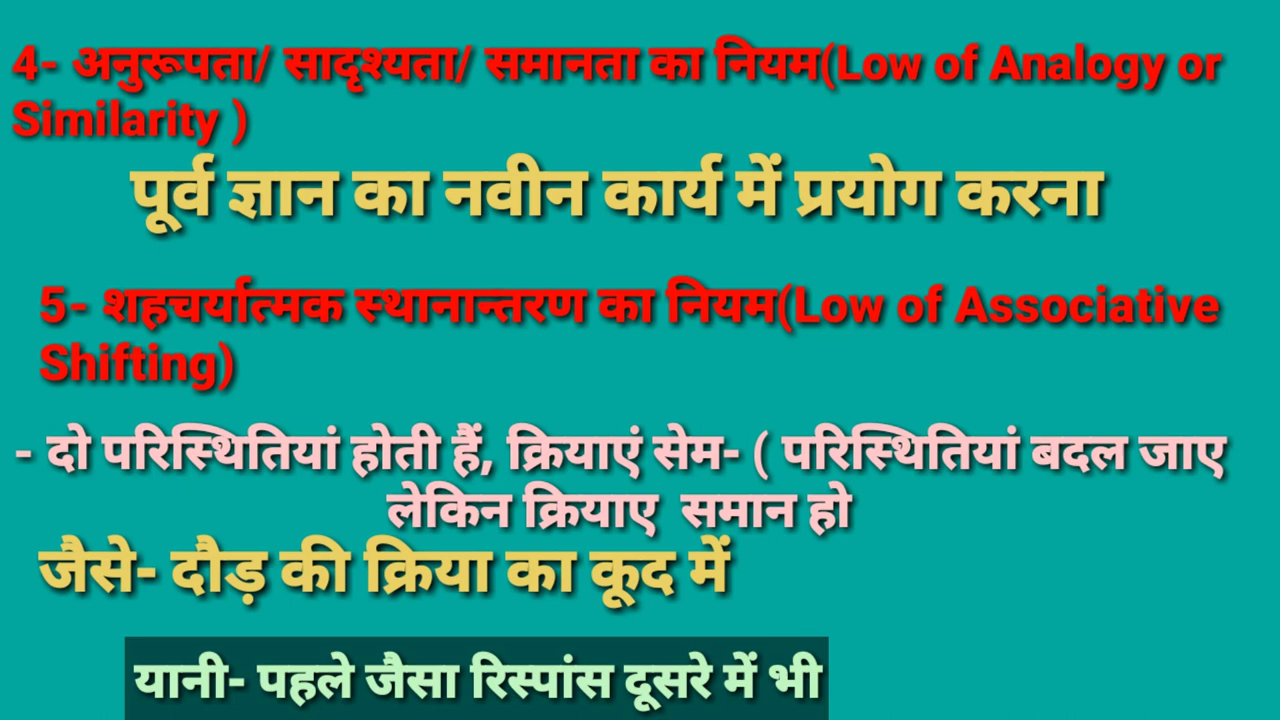 4- अनुरूपता/ सादृश्यता/ समानता का नियम(Low of Analogy or
Similarity )
पूर्व ज्ञान का नवीन कार्य में प्रयोग करना
5- शहचर्यात्मक स्थानान्तरण का नियम(Low of Associative
Shifting)
- दो परिस्थितियां होती हैं, क्रियाएं सेम- ( परिस्थितियां बदल जाए
लेकिन क्रियाए समान हो
जैसे- दौड़ की क्रिया का कूद में
यानी- पहले जैसा रिस्पांस दूसरे में भी